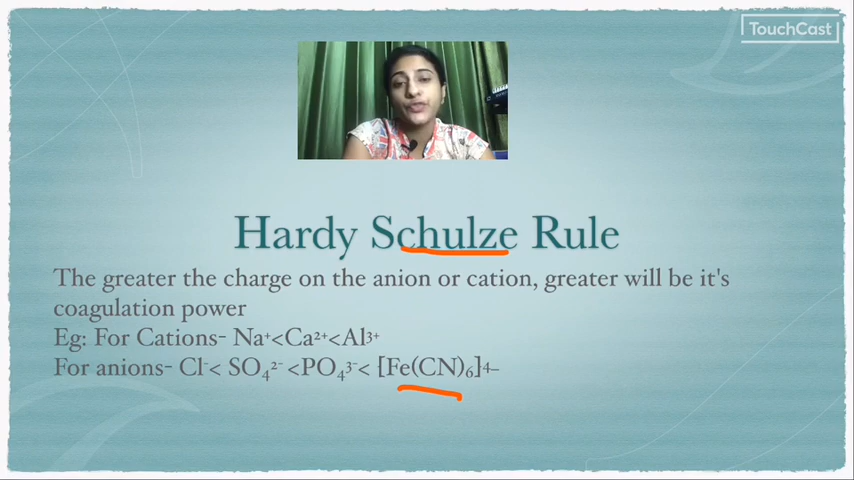 TouchCast
Hardy Schulze Rule
The greater the charge on the anion or cation, greater will be it's
coagulation power
Eg: For Cations- Na⁺<Ca²⁺<Al³⁺
For anions- Cl⁻< SO₄²⁻ <PO₄³⁻< [Fe(CN)₆]⁴⁻